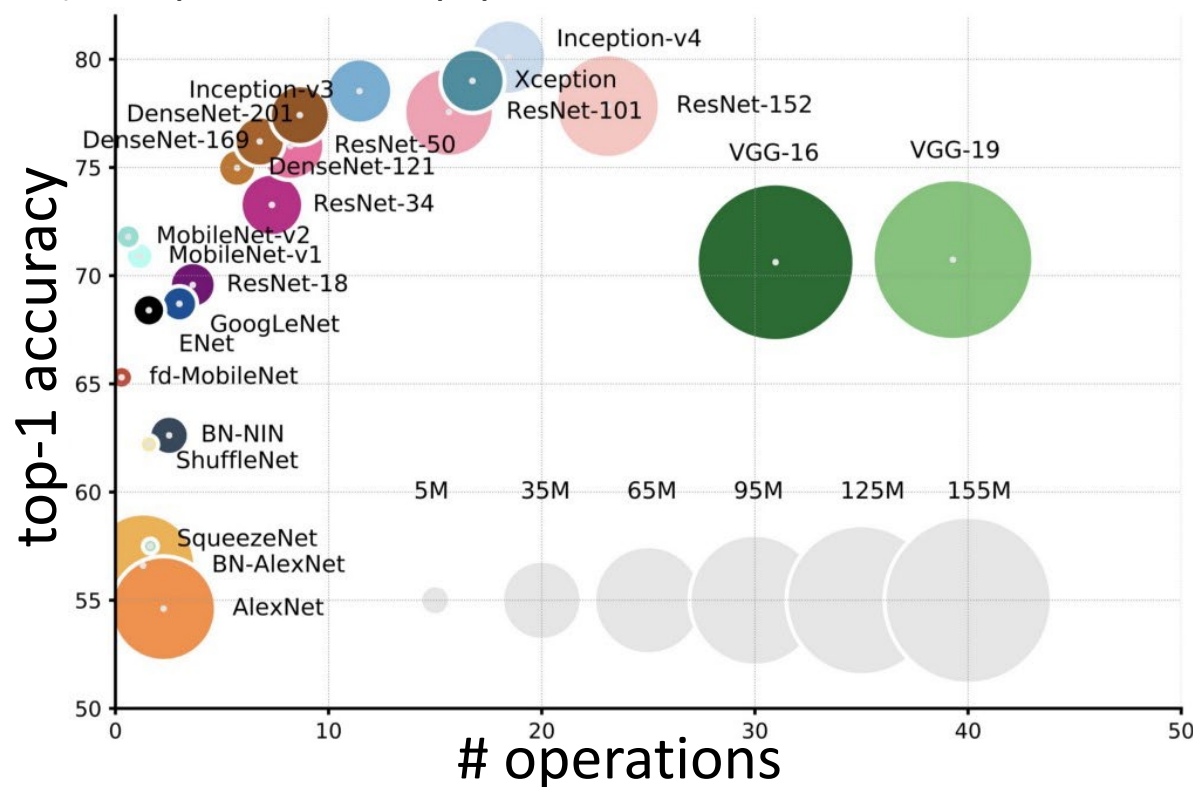 80
Inception-v4
Inception-v3
Xception
DenseNet-201
ResNet-101
ResNet-152
DenseNet-169
ResNet-50
VGG-16
VGG-19
75
DenseNet-121
ResNet-34
MobileNet-v2
MobileNet-v1
70
ResNet-18
GoogLeNet
ENet
65
fd-MobileNet
BN-NIN
ShuffleNet
60
5M 35M 65M 95M 125M 155M
SqueezeNet
BN-AlexNet
55
AlexNet
50
0 10 20 30 40 50
top-1 accuracy
# operations